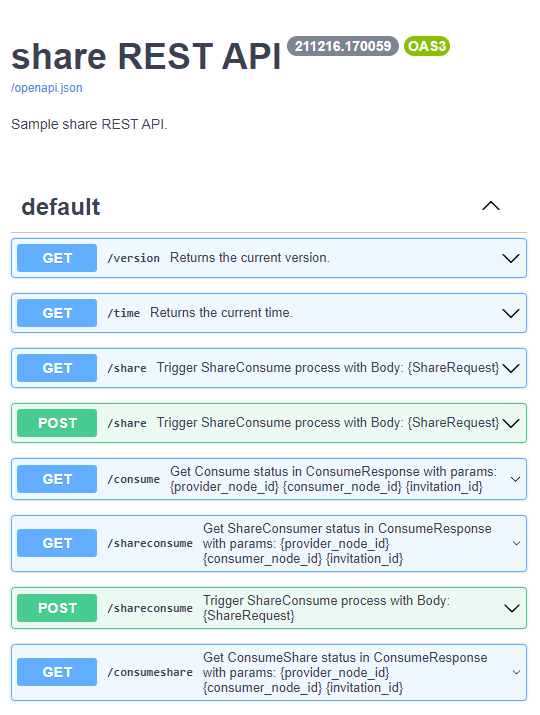 share REST API 211216.170059 OAS3
/openapi.json
Sample share REST API.
default
GET /version Returns the current version.
GET /time Returns the current time.
GET /share Trigger ShareConsume process with Body: {ShareRequest}
POST /share Trigger ShareConsume process with Body: {ShareRequest}
GET /consume Get Consume status in ConsumeResponse with params:
{provider_node_id} {consumer_node_id} {invitation_id}
GET /shareconsume Get ShareConsumer status in ConsumeResponse
with params: {provider_node_id}
{consumer_node_id} {invitation_id}
POST /shareconsume Trigger ShareConsume process with Body:
{ShareRequest}
GET /consumeshare Get ConsumeShare status in ConsumeResponse
with params: {provider_node_id}
{consumer_node_id} {invitation_id}